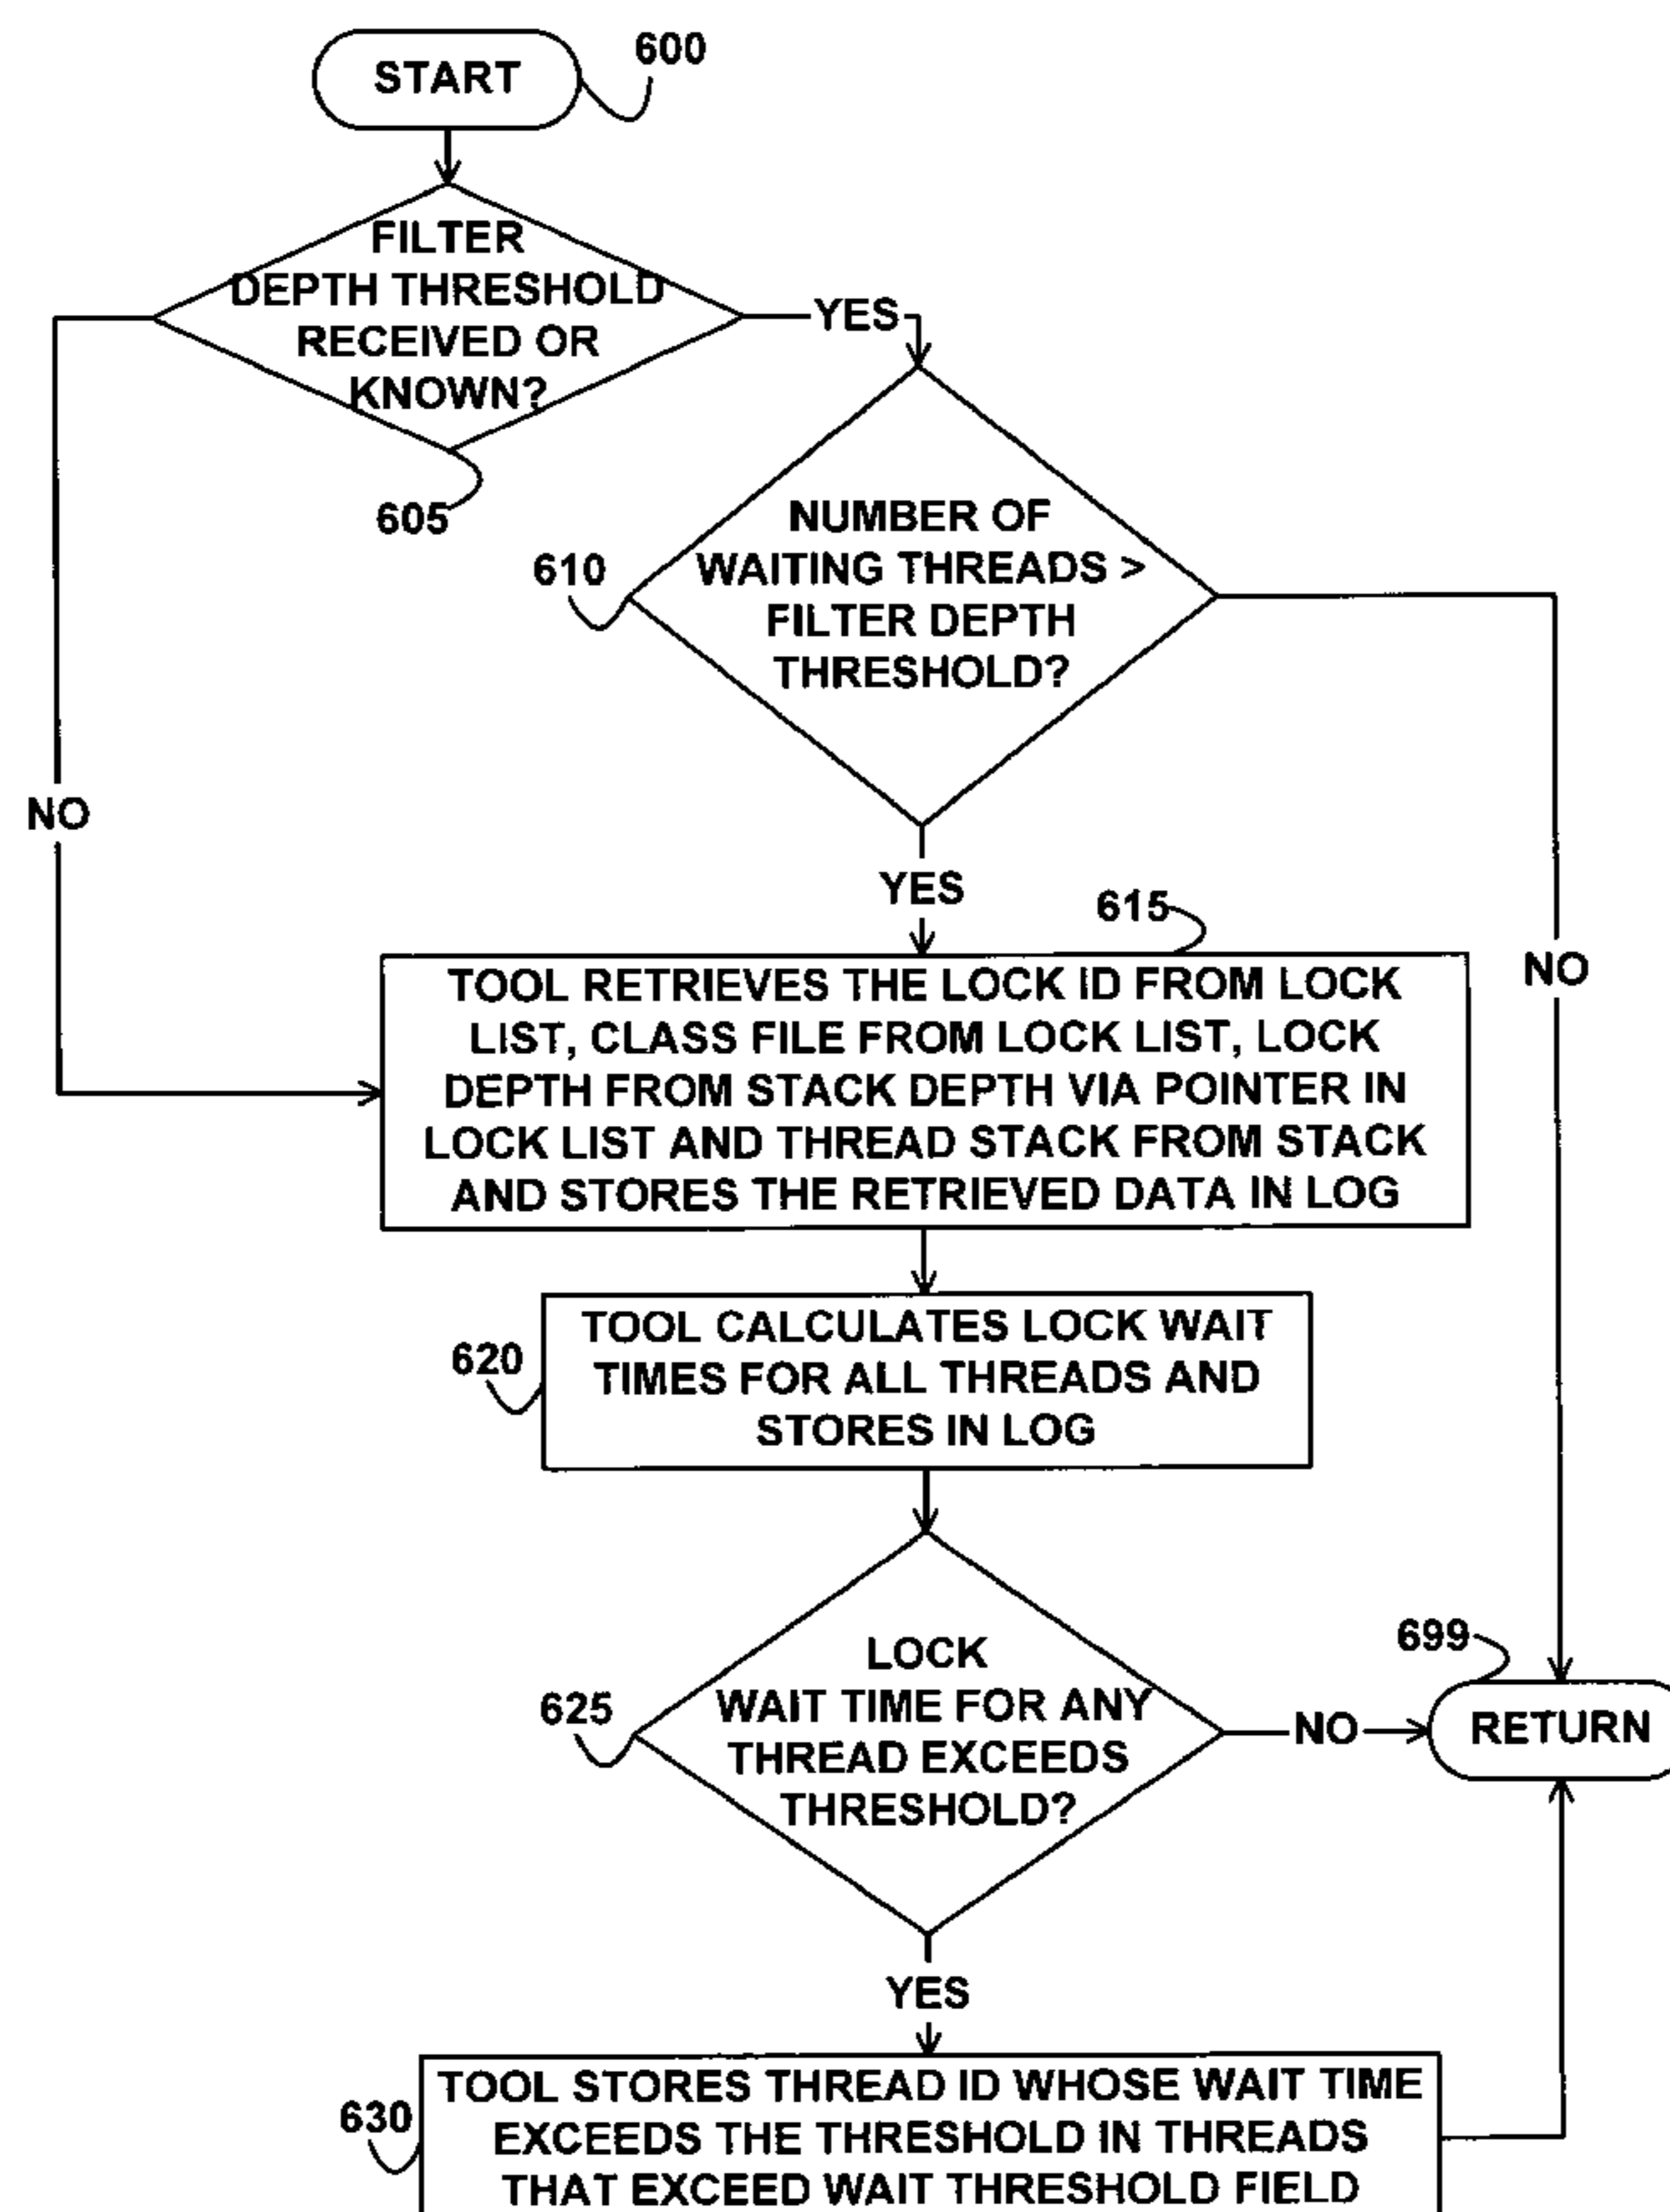 START
600
FILTER
DEPTH THRESHOLD
RECEIVED OR
KNOWN?
605
YES
NUMBER OF
WAITING THREADS >
FILTER DEPTH
THRESHOLD?
610
NO
YES
NO
615
TOOL RETRIEVES THE LOCK ID FROM LOCK
LIST, CLASS FILE FROM LOCK LIST, LOCK
DEPTH FROM STACK DEPTH VIA POINTER IN
LOCK LIST AND THREAD STACK FROM STACK
AND STORES THE RETRIEVED DATA IN LOG
620
TOOL CALCULATES LOCK WAIT
TIMES FOR ALL THREADS AND
STORES IN LOG
625
LOCK
WAIT TIME FOR ANY
THREAD EXCEEDS
THRESHOLD?
NO
699
RETURN
YES
630
TOOL STORES THREAD ID WHOSE WAIT TIME
EXCEEDS THE THRESHOLD IN THREADS
THAT EXCEED WAIT THRESHOLD FIELD